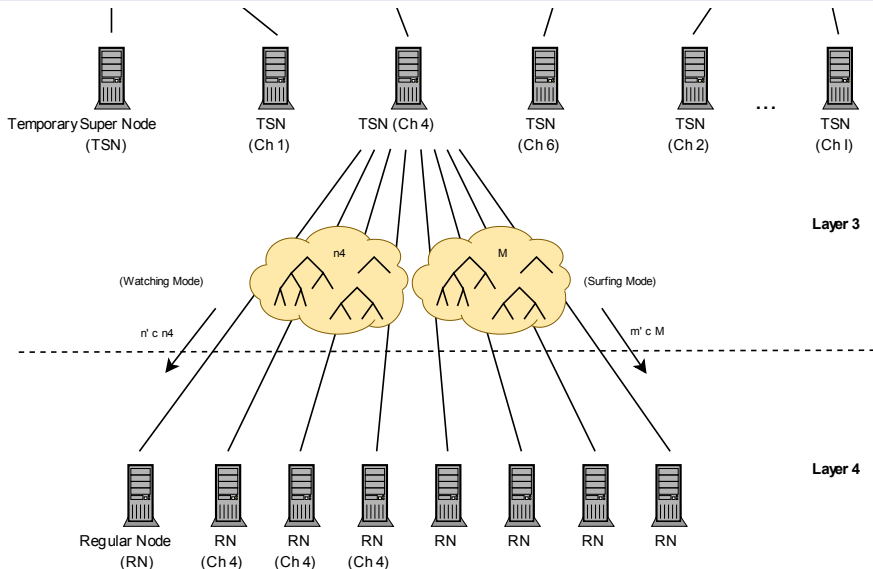 Temporary Super Node
(TSN)
TSN
(Ch 1)
TSN (Ch 4)
TSN
(Ch 6)
TSN
(Ch 2)
...
TSN
(Ch I)
Layer 3
n4
M
(Watching Mode)
(Surfing Mode)
n' c n4
m' c M
Layer 4
Regular Node
(RN)
RN
(Ch 4)
RN
(Ch 4)
RN
(Ch 4)
RN
RN
RN
RN